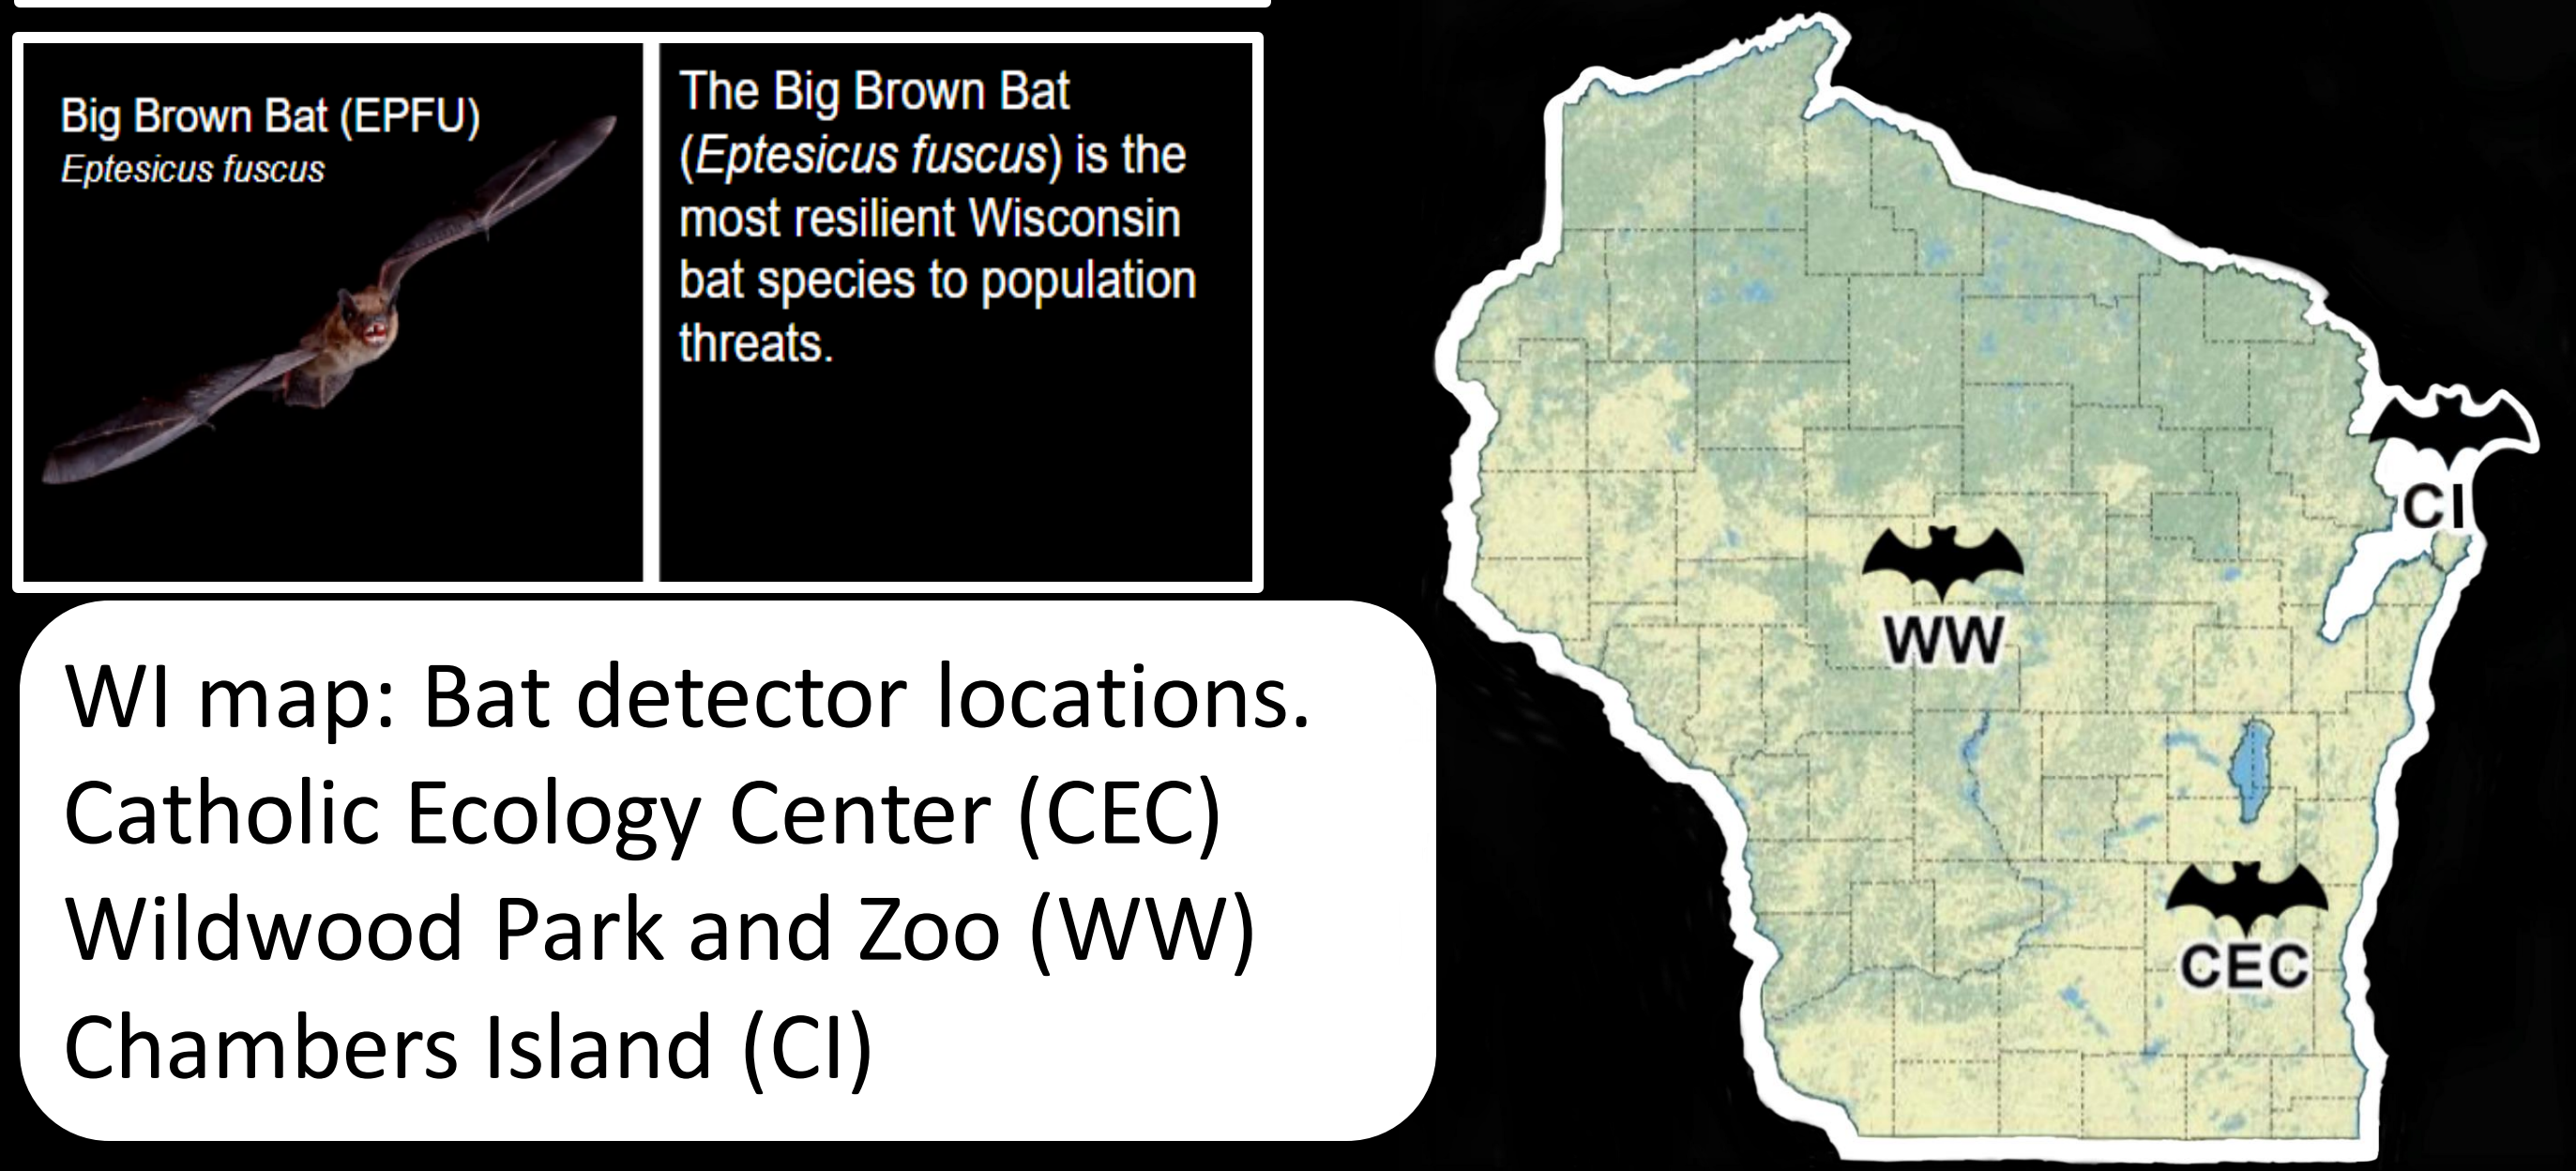 Big Brown Bat (EPFU)
Eptesicus fuscus
The Big Brown Bat
(Eptesicus fuscus) is the
most resilient Wisconsin
bat species to population
threats.
WI map: Bat detector locations.
Catholic Ecology Center (CEC)
Wildwood Park and Zoo (WW)
Chambers Island (CI)
CI
WW
CEC